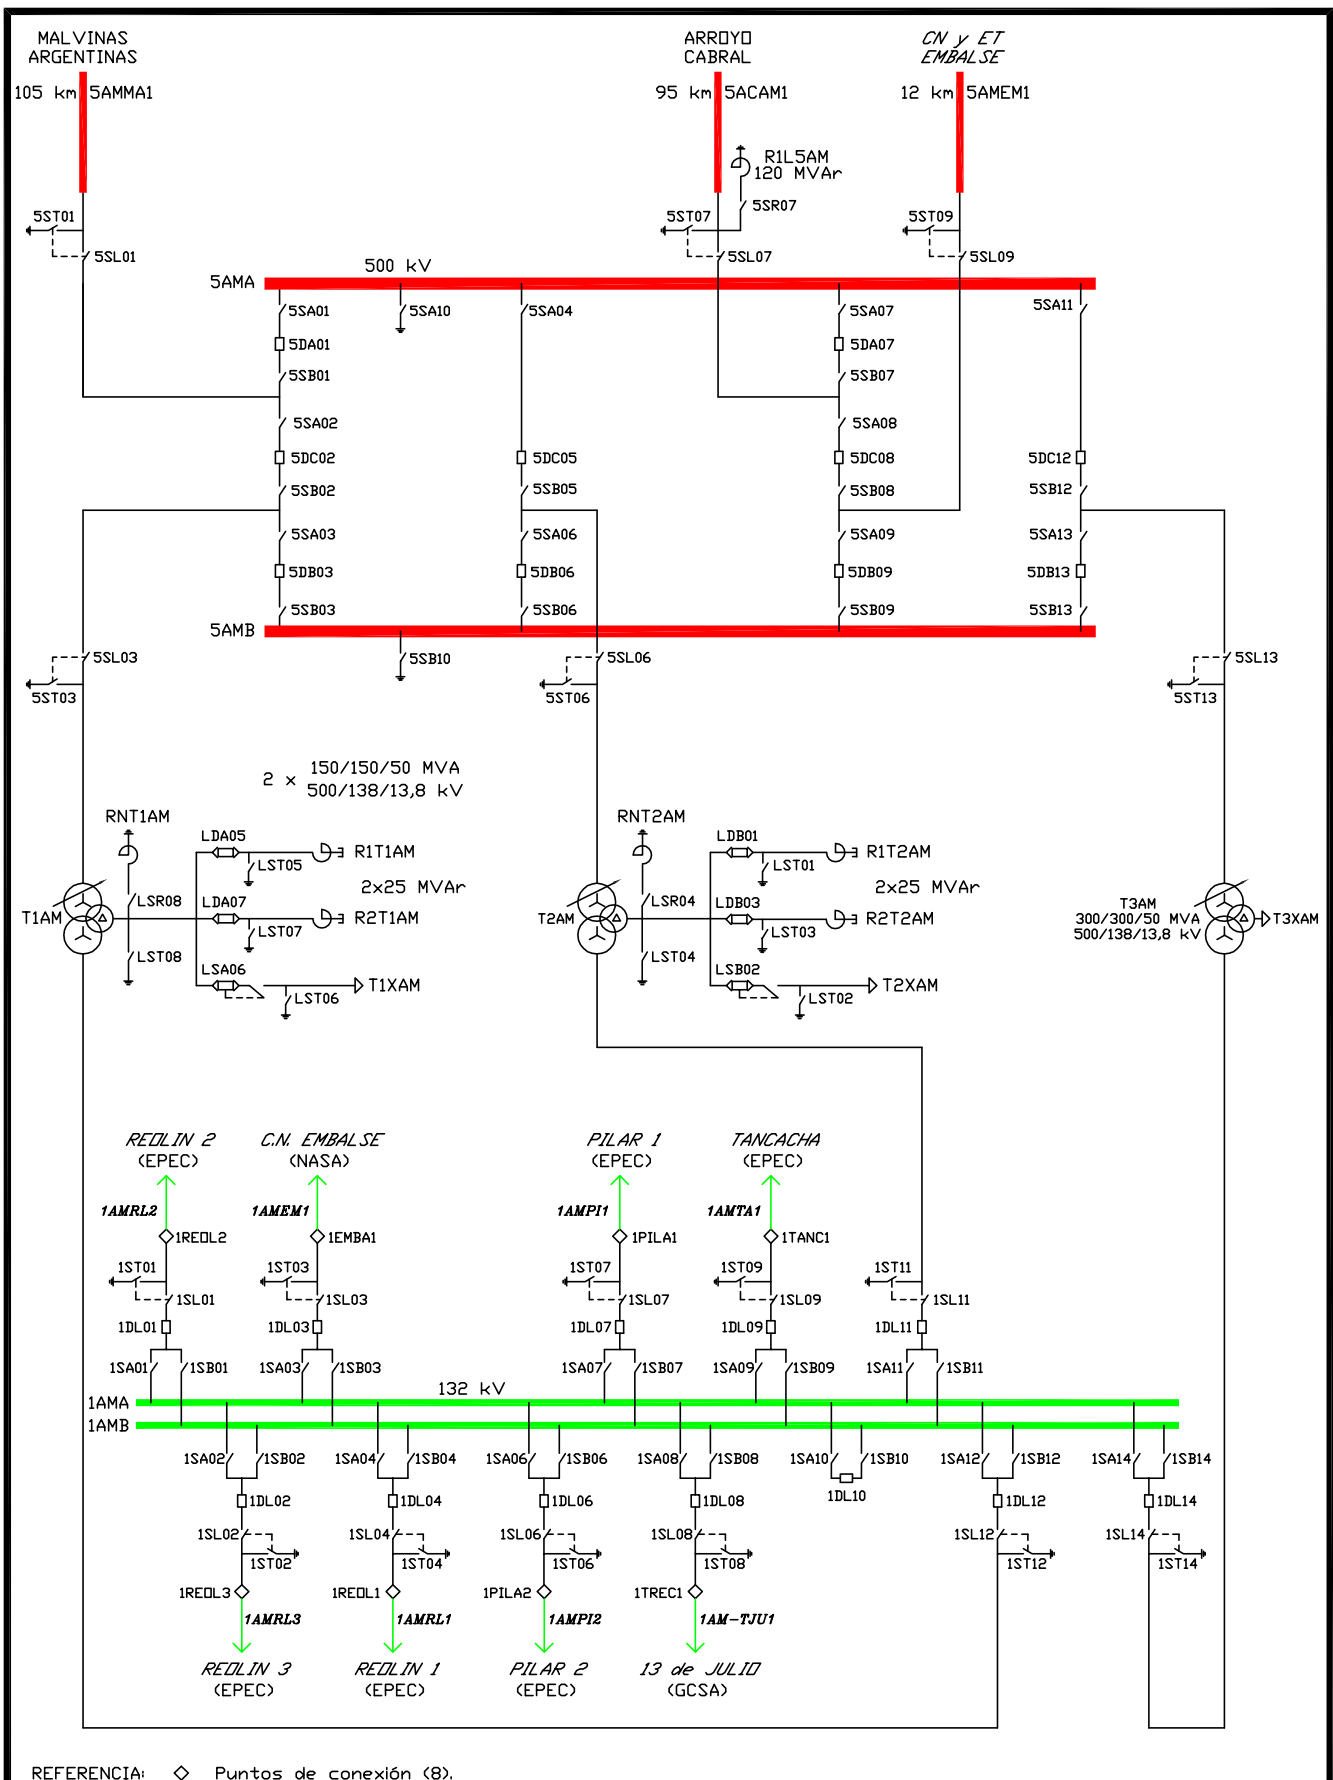 MALVINAS
ARGENTINAS
ARROYO
CABRAL
CN y ET
EMBALSE
105 km 5AMMA1
95 km 5ACAM1
12 km 5AMEM1
R1L5AM
120 MVAr
5SR07
5ST01
5ST07
5ST09
5SL01
5SL07
5SL09
500 kV
5AMA
5SA01
5SA10
5SA04
5SA07
5SA11
5DA01
5DA07
5SB01
5SB07
5SA02
5SA08
5DC02
5DC05
5DC08
5DC12
5SB02
5SB05
5SB08
5SB12
5SA03
5SA06
5SA09
5SA13
5DB03
5DB06
5DB09
5DB13
5SB03
5SB06
5SB09
5SB13
5AMB
5SL03
5SB10
5SL06
5SL13
5ST03
5ST06
5ST13
2 x 150/150/50 MVA
500/138/13,8 kV
RNT1AM
RNT2AM
LDA05
LDB01
R1T1AM
R1T2AM
LST05
LST01
2x25 MVAr
2x25 MVAr
LSR08
LDA07
LSR04
LDB03
T1AM
R2T1AM
T2AM
R2T2AM
T3AM
300/300/50 MVA
500/138/13,8 kV
T3XAM
LST07
LST03
LST08
LSA06
LST04
LSB02
T1XAM
T2XAM
LST06
LST02
REOLIN 2
(EPEC)
C.N. EMBALSE
(NASA)
PILAR 1
(EPEC)
TANCACHA
(EPEC)
1AMRL2
1AMEM1
1AMPI1
1AMTA1
1REOL2
1EMBA1
1PILA1
1TANC1
1ST01
1ST03
1ST07
1ST09
1ST11
1SL01
1SL03
1SL07
1SL09
1SL11
1DL01
1DL03
1DL07
1DL09
1DL11
1SA01
1SB01
1SA03
1SB03
1SA07
1SB07
1SA09
1SB09
1SA11
1SB11
132 kV
1AMA
1AMB
1SA02
1SB02
1SA04
1SB04
1SA06
1SB06
1SA08
1SB08
1SA10
1SB10
1SA12
1SB12
1SA14
1SB14
1DL10
1DL02
1DL04
1DL06
1DL08
1DL12
1DL14
1SL02
1SL04
1SL06
1SL08
1SL12
1SL14
1ST02
1ST04
1ST06
1ST08
1ST12
1ST14
1REOL3
1REOL1
1PILA2
1TREC1
1AMRL3
1AMRL1
1AMPI2
1AM-TJU1
REOLIN 3
(EPEC)
REOLIN 1
(EPEC)
PILAR 2
(EPEC)
13 de JULIO
(GCSA)
REFERENCIA: Puntos de conexión (8).